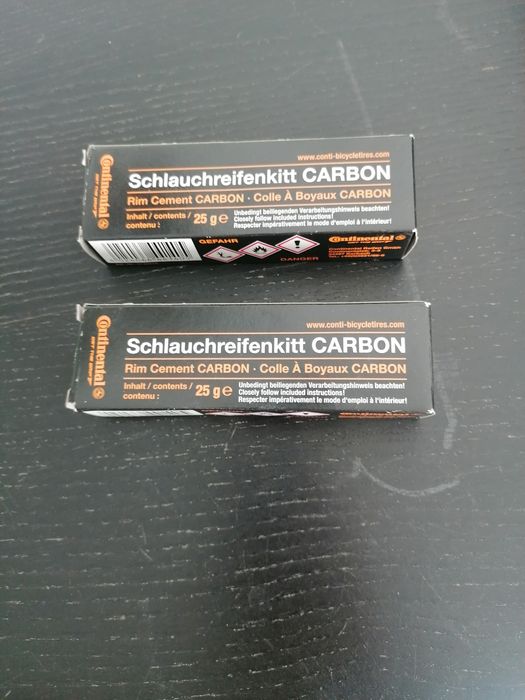 www.conti-bicycletires.com
Continental
Schlauchreifenkitt CARBON
Rim Cement CARBON · Colle À Boyaux CARBON
Inhalt / contents / contenu : 25 g e
Unbedingt beiliegenden Verarbeitungshinweis beachten!
Closely follow included instructions!
Respecter impérativement le mode d'emploi à l'intérieur!
GEFAHR
DANGER
Continental
www.conti-bicycletires.com
Continental
Schlauchreifenkitt CARBON
Rim Cement CARBON · Colle À Boyaux CARBON
Inhalt / contents / contenu : 25 g e
Unbedingt beiliegenden Verarbeitungshinweis beachten!
Closely follow included instructions!
Respecter impérativement le mode d'emploi à l'intérieur!